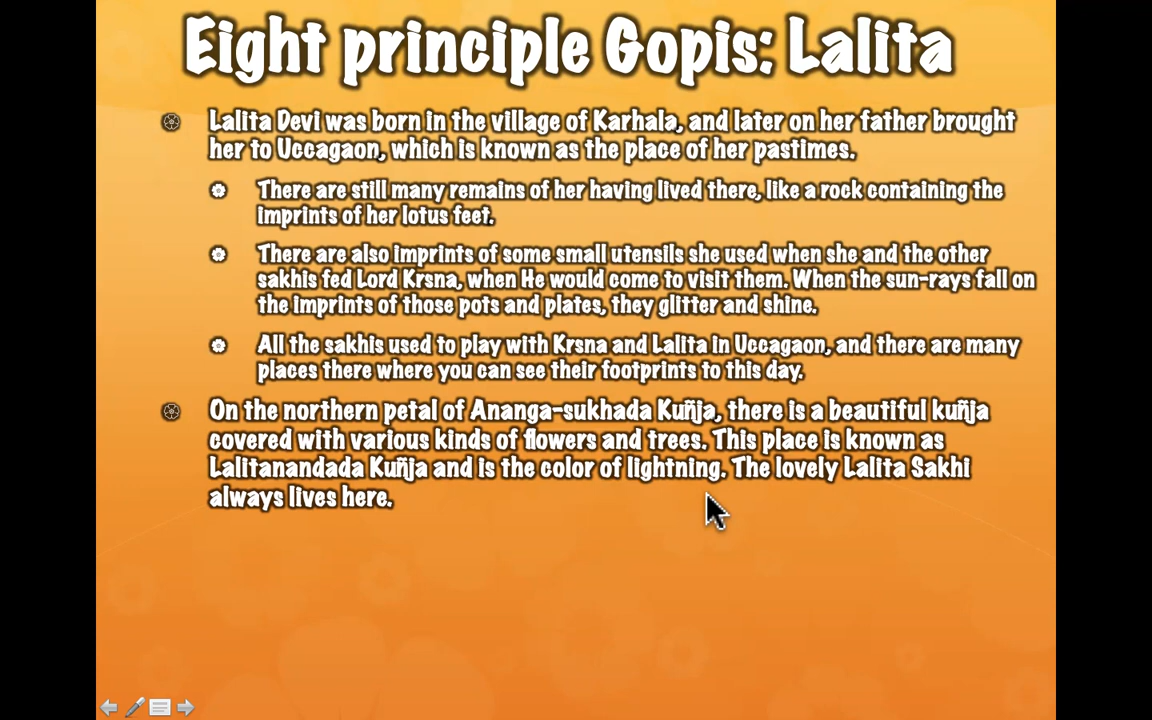 Eight principle Gopis: Lalita
Lalita Devi was born in the village of Karhala, and later on her father brought
her to Uccagaon, which is known as the place of her pastimes.
There are still many remains of her having lived there, like a rock containing the
imprints of her lotus feet.
There are also imprints of some small utensils she used when she and the other
sakhis fed Lord Krsna, when He would come to visit them. When the sun-rays fall on
the imprints of those pots and plates, they glitter and shine.
All the sakhis used to play with Krsna and Lalita in Uccagaon, and there are many
places there where you can see their footprints to this day.
On the northern petal of Ananga-sukhada Kuñja, there is a beautiful kuñja
covered with various kinds of flowers and trees. This place is known as
Lalitanandada Kuñja and is the color of lightning. The lovely Lalita Sakhi
always lives here.